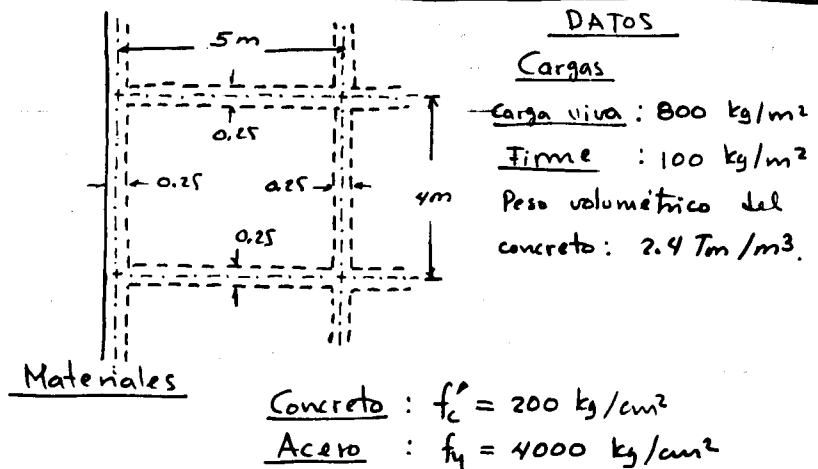 DATOS
Cargas
Carga viva : 800 kg/m²
Firme : 100 kg/m²
Peso volumétrico del
concreto : 2.4 Tm/m³.
5m
0.25
0.25
0.25
4m
0.25
Materiales
Concreto : f'c = 200 kg/cm²
Acero : fy = 4000 kg/cm²